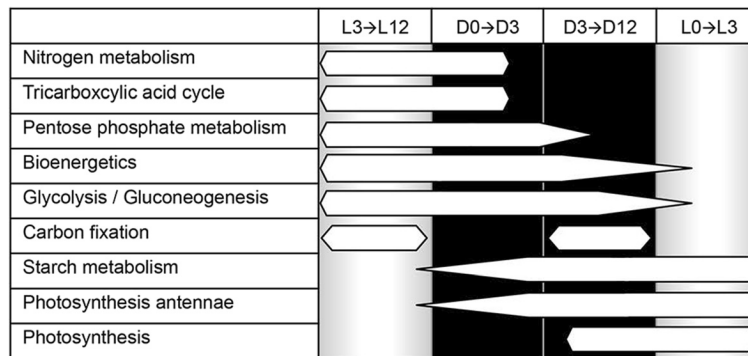 L3→L12 D0→D3 D3→D12 L0→L3
Nitrogen metabolism
Tricarboxcylic acid cycle
Pentose phosphate metabolism
Bioenergetics
Glycolysis / Gluconeogenesis
Carbon fixation
Starch metabolism
Photosynthesis antennae
Photosynthesis